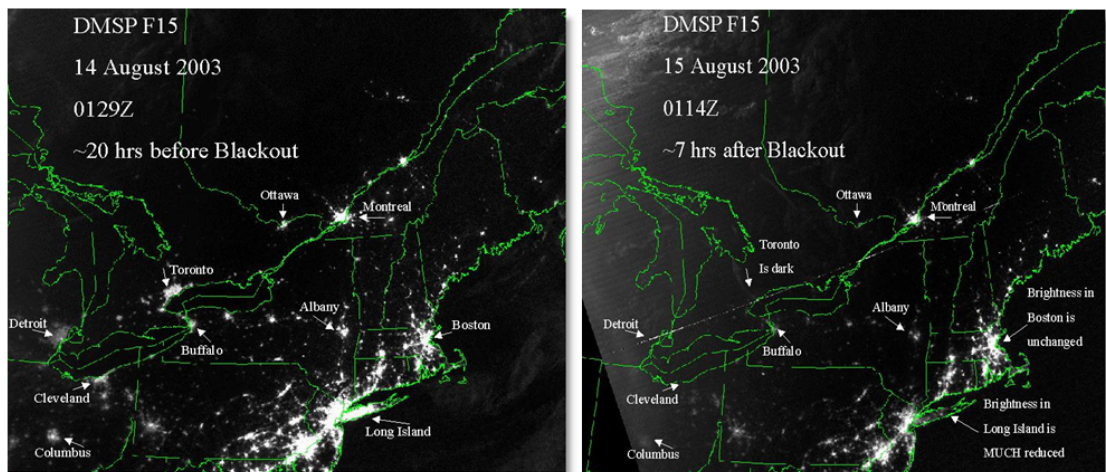 DMSP F15
14 August 2003
0129Z
~20 hrs before Blackout
Ottawa
Montreal
Toronto
Detroit
Albany
Boston
Buffalo
Cleveland
Long Island
Columbus
DMSP F15
15 August 2003
0114Z
~7 hrs after Blackout
Ottawa
Montreal
Toronto
Is dark
Detroit
Albany
Brightness in
Boston is
unchanged
Buffalo
Cleveland
Brightness in
Long Island is
MUCH reduced
Columbus